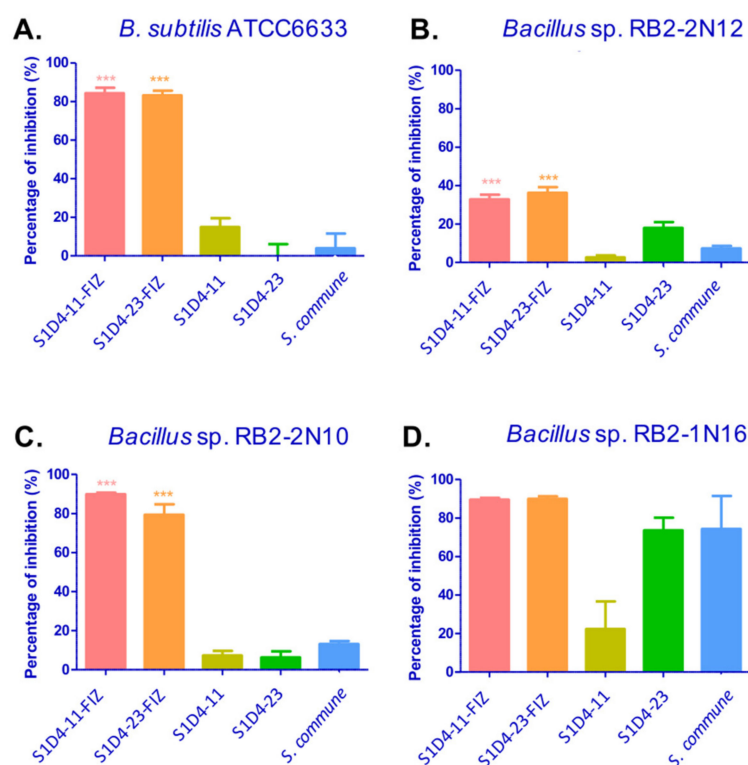 A. B. subtilis ATCC6633
Percentage of inhibition (%)
100
80
60
40
20
0
*** ***
S1D4-11-FIZ
S1D4-23-FIZ
S1D4-11
S1D4-23
S. commune
B. Bacillus sp. RB2-2N12
Percentage of inhibition (%)
100
80
60
40
20
0
*** ***
S1D4-11-FIZ
S1D4-23-FIZ
S1D4-11
S1D4-23
S. commune
C. Bacillus sp. RB2-2N10
Percentage of inhibition (%)
100
80
60
40
20
0
*** ***
S1D4-11-FIZ
S1D4-23-FIZ
S1D4-11
S1D4-23
S. commune
D. Bacillus sp. RB2-1N16
Percentage of inhibition (%)
100
80
60
40
20
0
S1D4-11-FIZ
S1D4-23-FIZ
S1D4-11
S1D4-23
S. commune